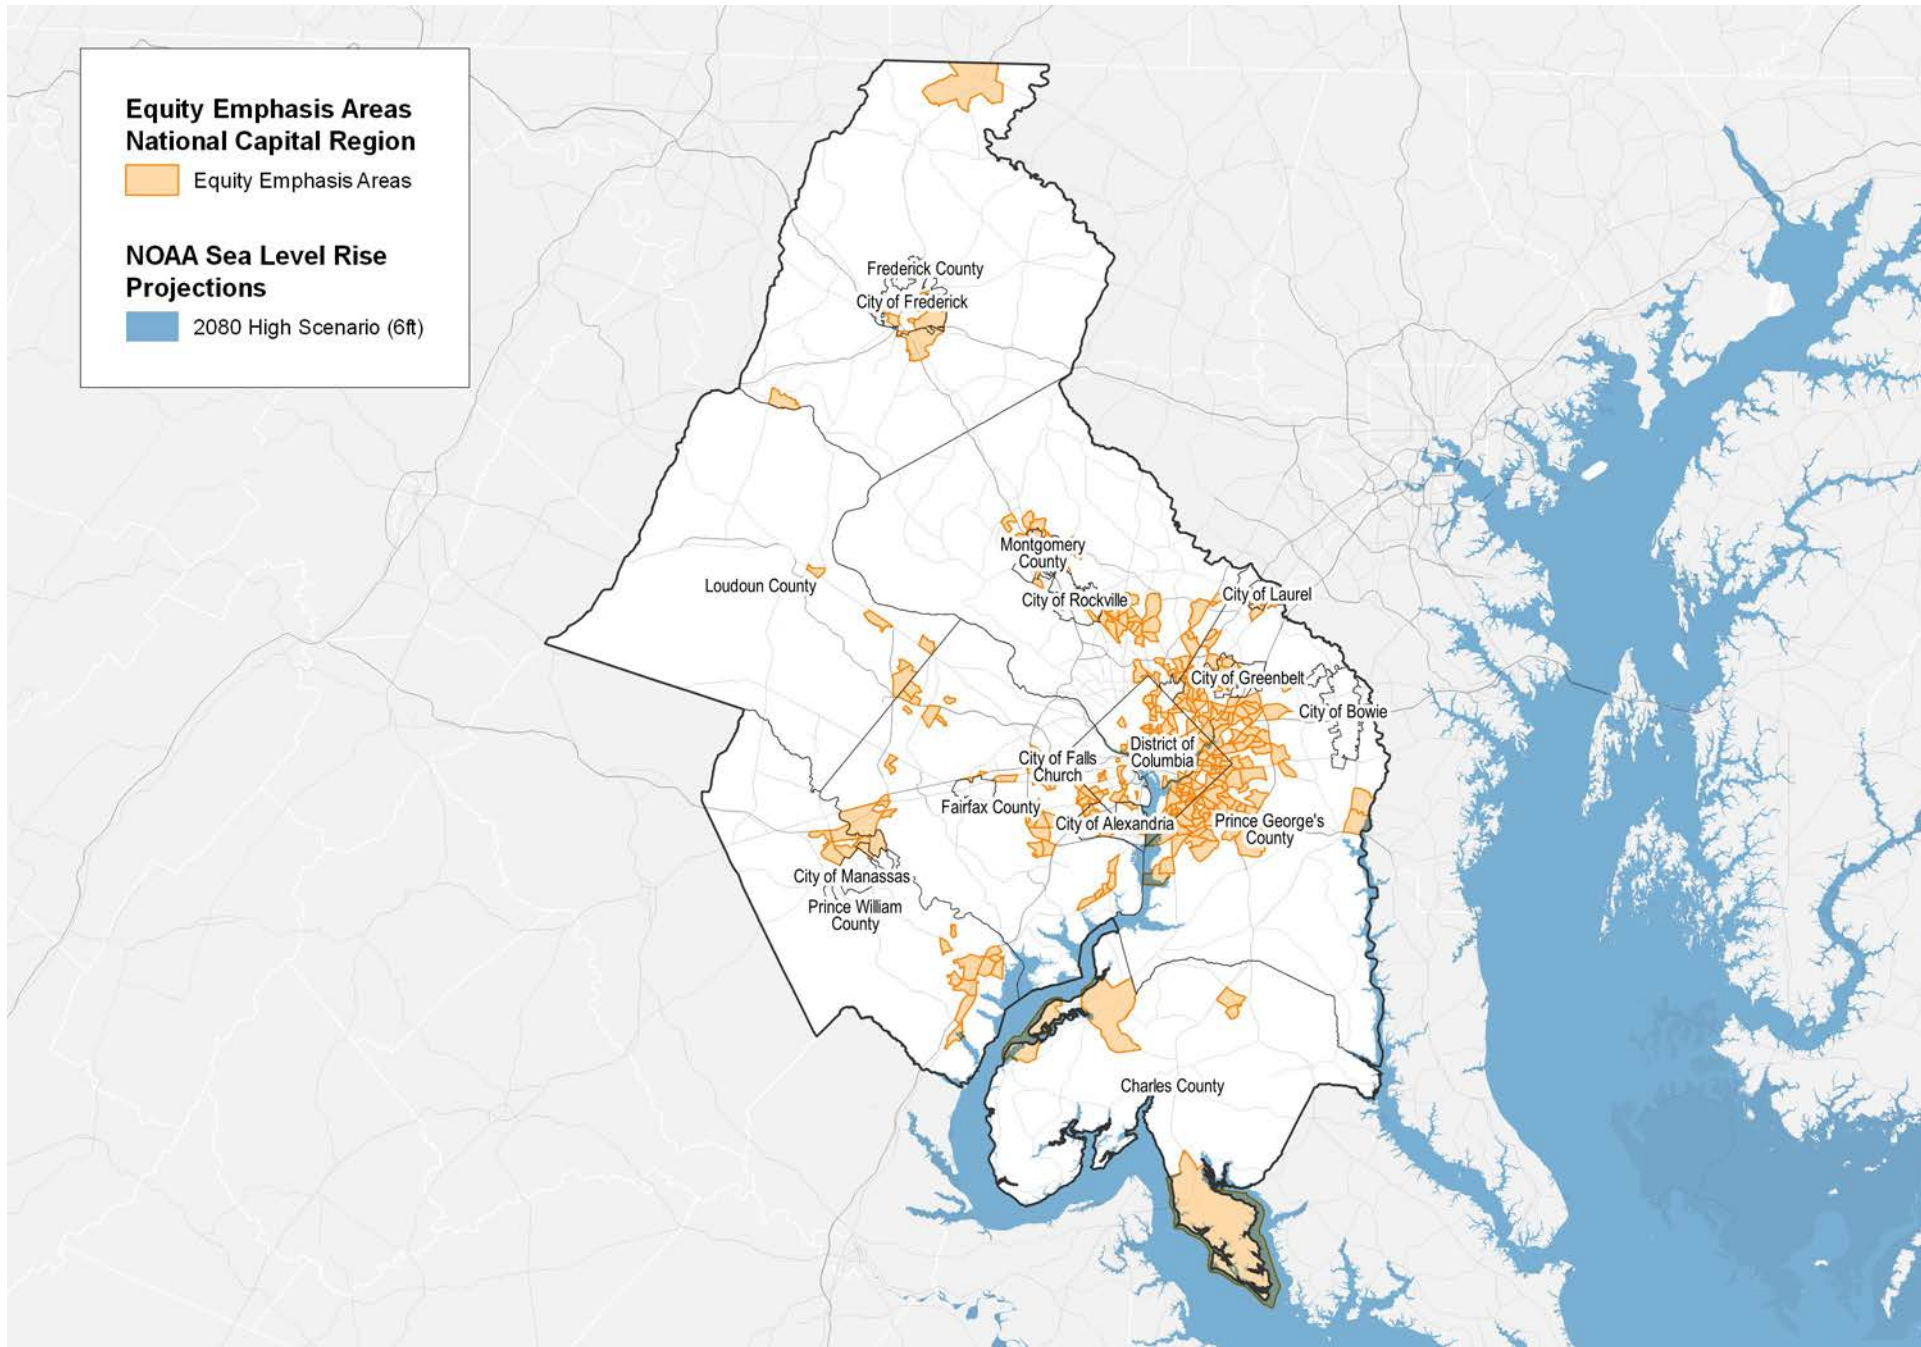 Equity Emphasis Areas
National Capital Region
Equity Emphasis Areas
NOAA Sea Level Rise
Projections
2080 High Scenario (6ft)
Frederick County
City of Frederick
Montgomery
County
Loudoun County
City of Rockville
City of Laurel
City of Greenbelt
City of Bowie
District of
Columbia
City of Falls
Church
Fairfax County
City of Alexandria
Prince George's
County
City of Manassas
Prince William
County
Charles County